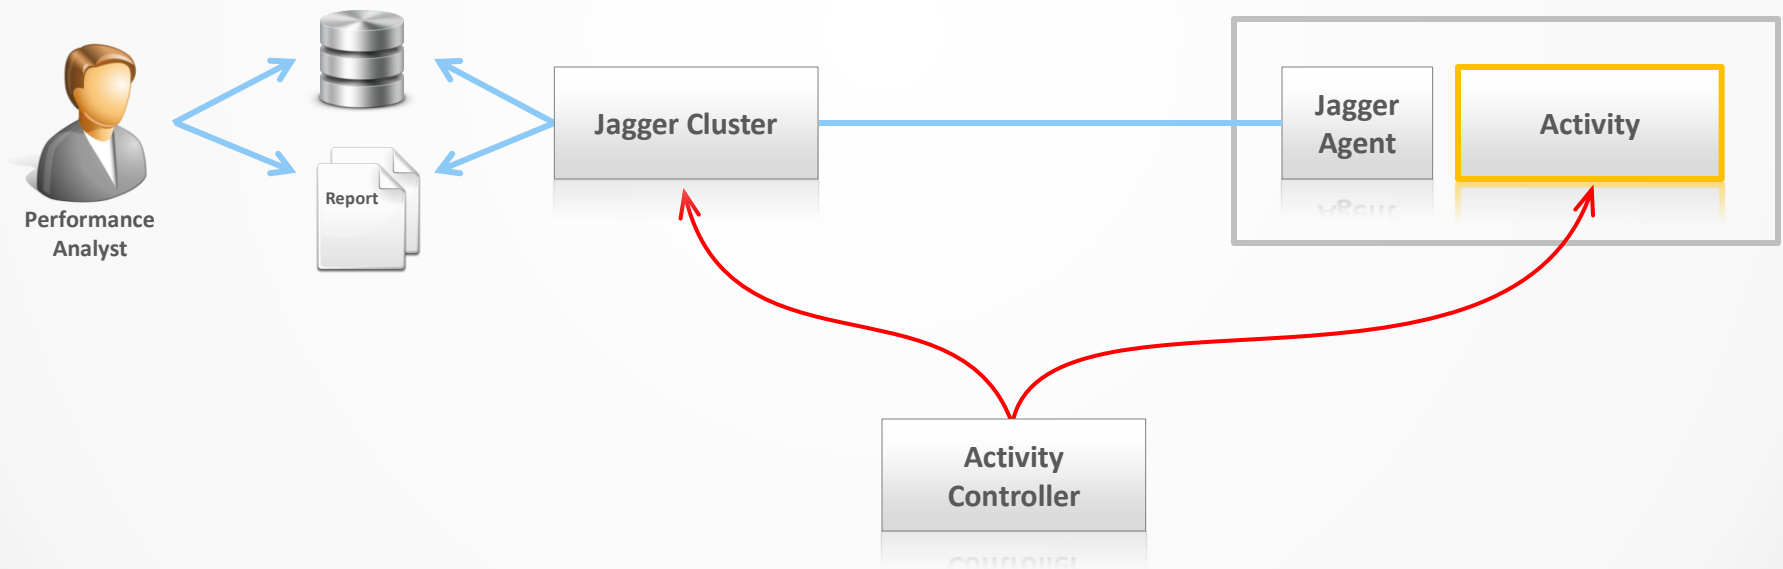 Performance
Analyst
Report
Jagger Cluster
Jagger
Agent
Activity
Activity
Controller